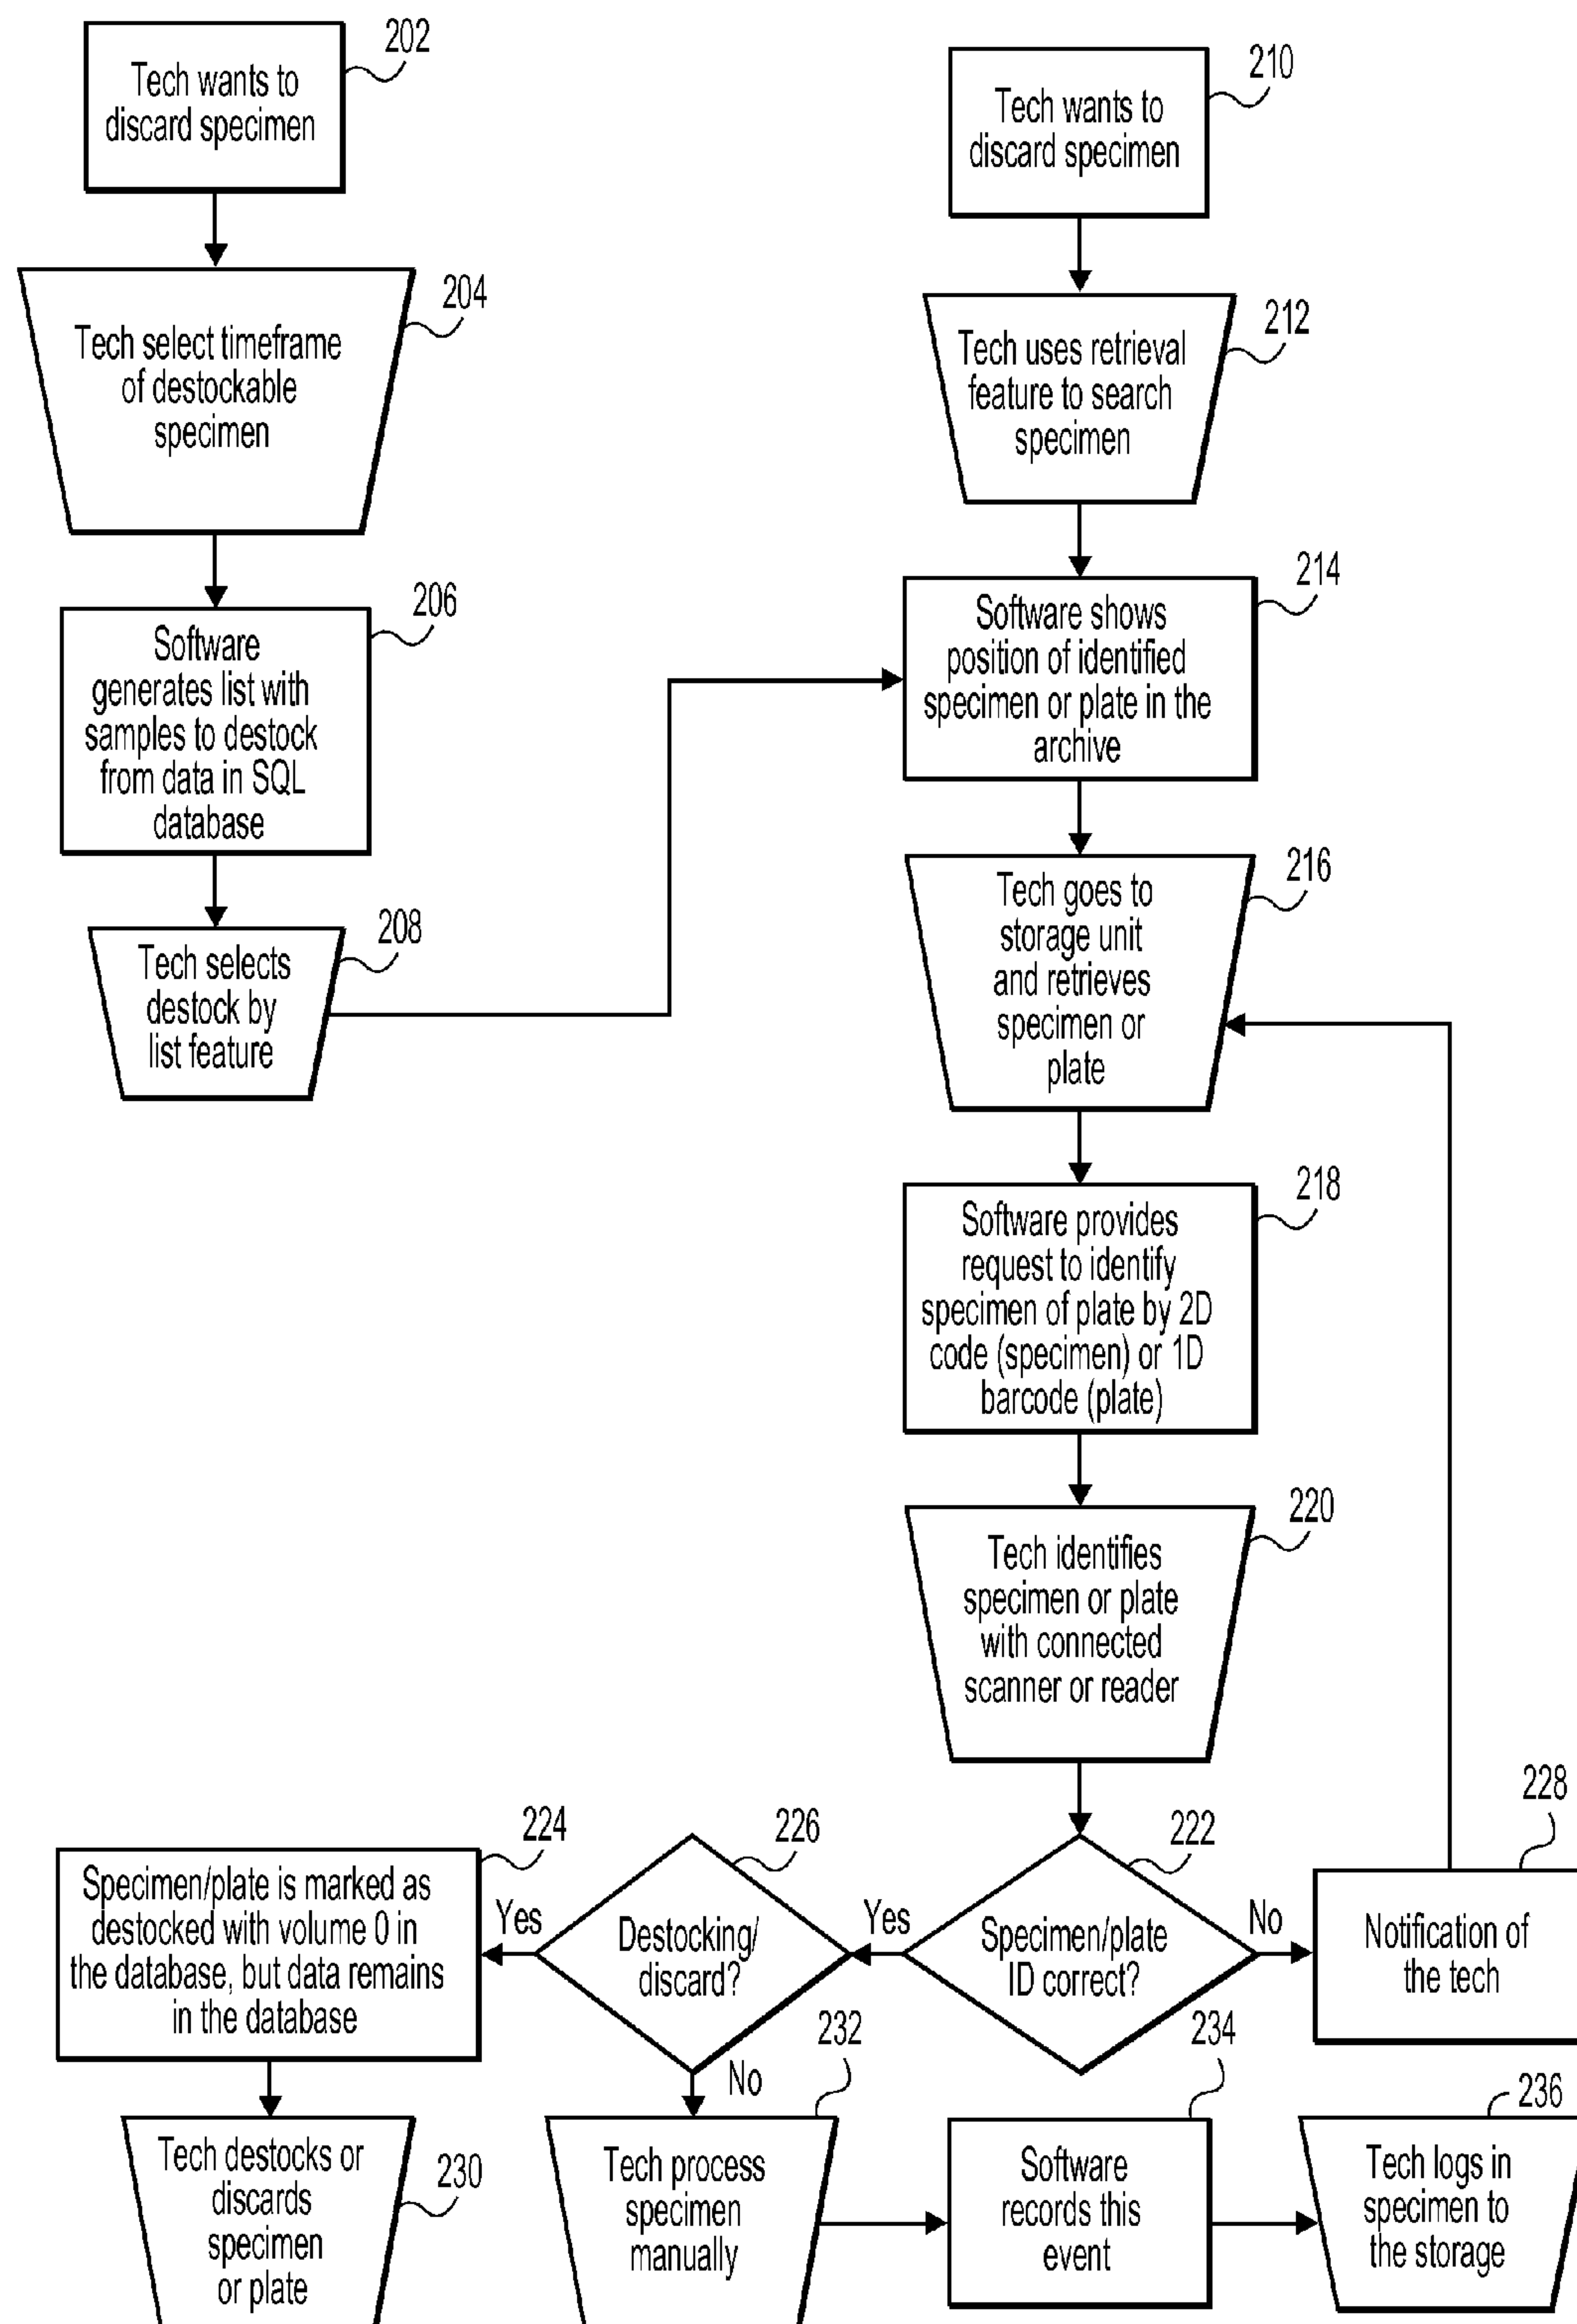 202
Tech wants to
discard specimen
204
Tech select timeframe
of destockable
specimen
206
Software
generates list with
samples to destock
from data in SQL
database
208
Tech selects
destock by
list feature
210
Tech wants to
discard specimen
212
Tech uses retrieval
feature to search
specimen
214
Software shows
position of identified
specimen or plate in the
archive
216
Tech goes to
storage unit
and retrieves
specimen or
plate
218
Software provides
request to identify
specimen of plate by 2D
code (specimen) or 1D
barcode (plate)
220
Tech identifies
specimen or plate
with connected
scanner or reader
222
Specimen/plate
ID correct?
No
228
Notification of
the tech
Yes
226
Destocking/
discard?
Yes
224
Specimen/plate is marked as
destocked with volume 0 in
the database, but data remains
in the database
230
Tech destocks or
discards
specimen
or plate
No
232
Tech process
specimen
manually
234
Software
records this
event
236
Tech logs in
specimen to
the storage